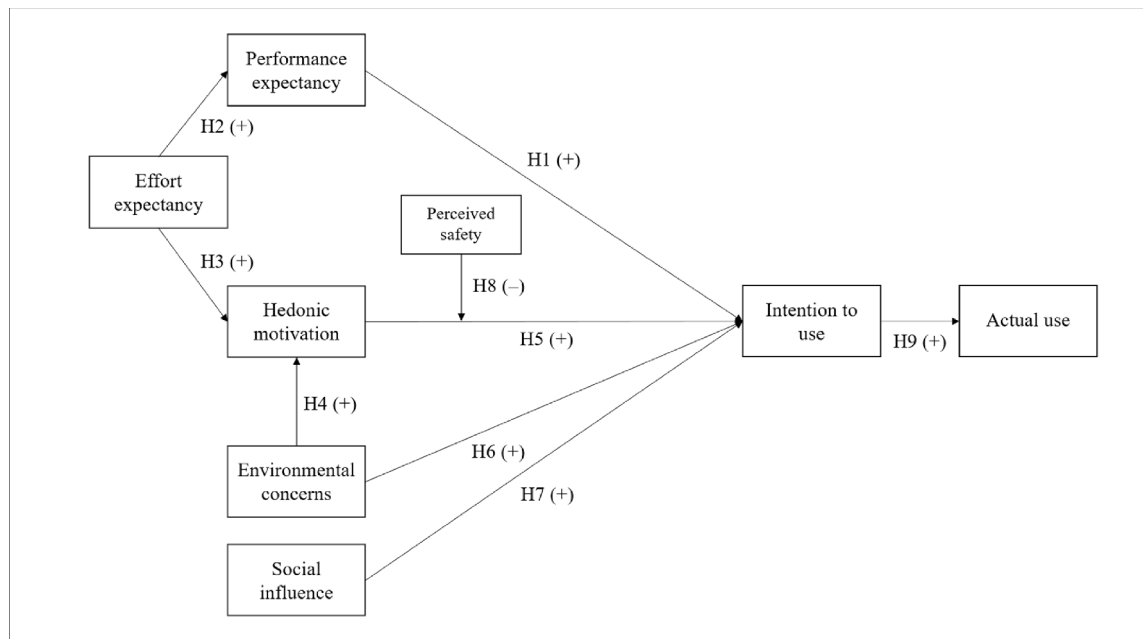 Performance
expectancy
H2 (+)
H1 (+)
Effort
expectancy
Perceived
safety
H3 (+)
H8 (–)
Hedonic
motivation
Intention to
use
Actual use
H5 (+)
H9 (+)
H4 (+)
Environmental
concerns
H6 (+)
H7 (+)
Social
influence